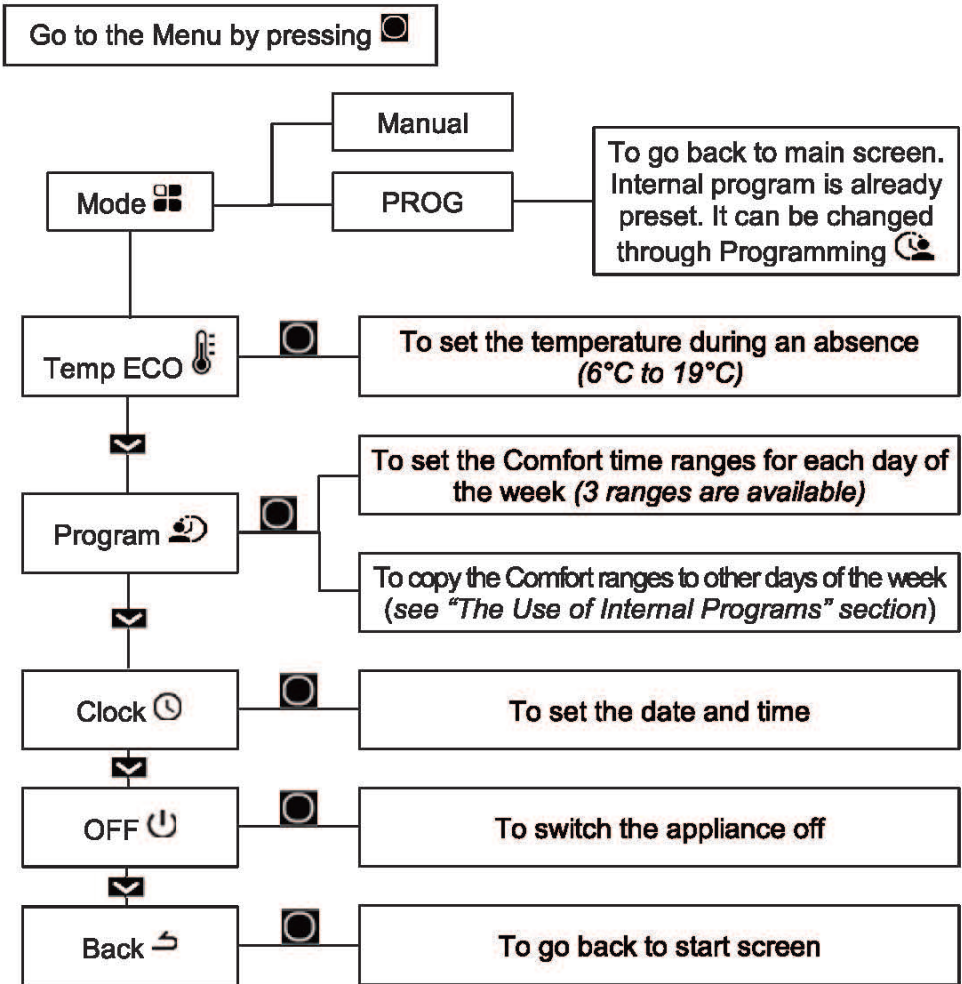 Go to the Menu by pressing
Manual
Mode
PROG
To go back to main screen.
Internal program is already
preset. It can be changed
through Programming
Temp ECO
To set the temperature during an absence
(6°C to 19°C)
Program
To set the Comfort time ranges for each day of
the week (3 ranges are available)
To copy the Comfort ranges to other days of the week
(see “The Use of Internal Programs” section)
Clock
To set the date and time
OFF
To switch the appliance off
Back
To go back to start screen